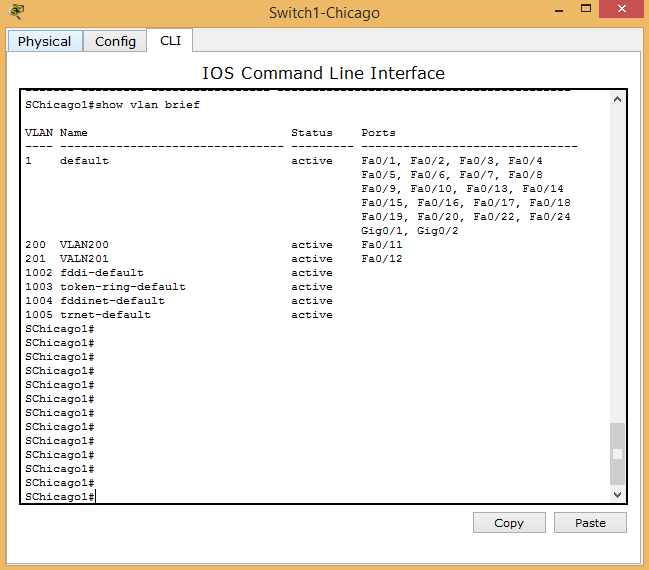 Switch1-Chicago
Physical Config CLI
IOS Command Line Interface
SChicago1#show vlan brief
VLAN Name                             Status    Ports
---- -------------------------------- --------- -------------------------------
1    default                          active    Fa0/1, Fa0/2, Fa0/3, Fa0/4
                                                Fa0/5, Fa0/6, Fa0/7, Fa0/8
                                                Fa0/9, Fa0/10, Fa0/13, Fa0/14
                                                Fa0/15, Fa0/16, Fa0/17, Fa0/18
                                                Fa0/19, Fa0/20, Fa0/22, Fa0/24
                                                Gig0/1, Gig0/2
200  VLAN200                          active    Fa0/11
201  VALN201                          active    Fa0/12
1002 fddi-default                     active
1003 token-ring-default               active
1004 fddinet-default                  active
1005 trnet-default                    active
SChicago1#
SChicago1#
SChicago1#
SChicago1#
SChicago1#
SChicago1#
SChicago1#
SChicago1#
SChicago1#
SChicago1#
SChicago1#
SChicago1#
SChicago1#
Copy Paste